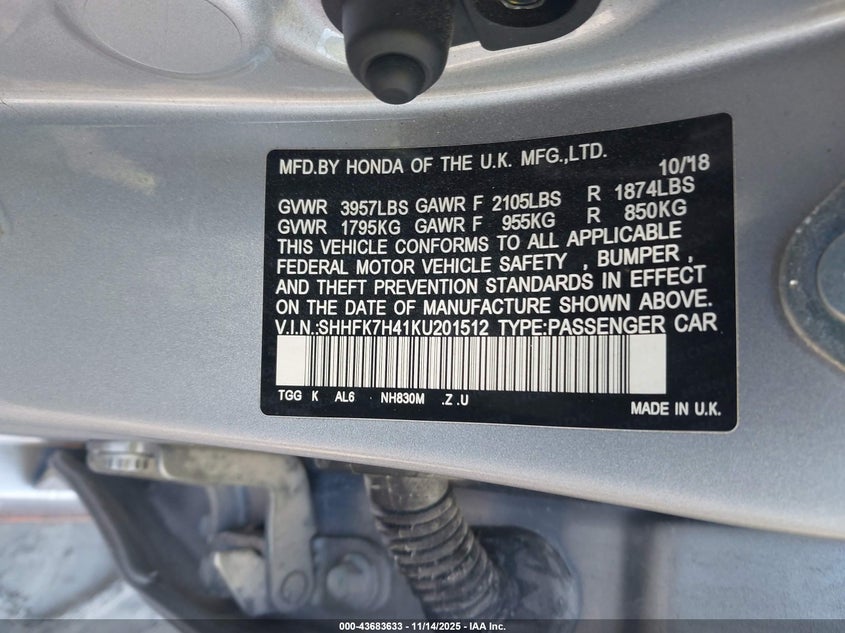 MFD.BY HONDA OF THE U.K. MFG.,LTD. 10/18
GVWR 3957LBS GAWR F 2105LBS R 1874LBS
GVWR 1795KG GAWR F 955KG R 850KG
THIS VEHICLE CONFORMS TO ALL APPLICABLE
FEDERAL MOTOR VEHICLE SAFETY , BUMPER ,
AND THEFT PREVENTION STANDARDS IN EFFECT
ON THE DATE OF MANUFACTURE SHOWN ABOVE.
V.I.N.:SHHFK7H41KU201512 TYPE:PASSENGER CAR
TGG K AL6 NH830M .Z .U
MADE IN U.K.
000-43683633 - 11/14/2025 - IAA Inc.